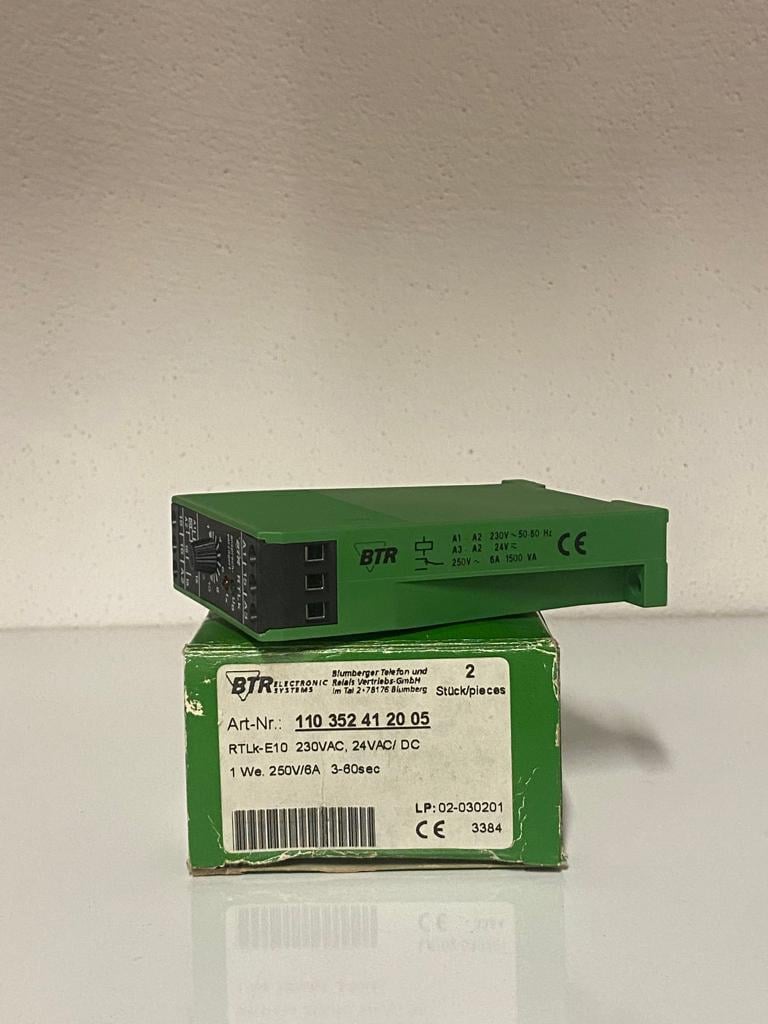 BTR
A1 - A2 230V ~ 50-60 Hz
A3 - A2 24V ≂
250V ~ 6A 1500 VA
CE
RTLk
BTR ELECTRONIC SYSTEMS
Blumberger Telefon und
Relais Vertriebs-GmbH
Im Tal 2 • 78176 Blumberg
2
Stück/pieces
Art-Nr.: 110 352 41 20 05
RTLk-E10 230VAC, 24VAC/ DC
1 We. 250V/6A 3-60sec
LP: 02-030201
CE 3384